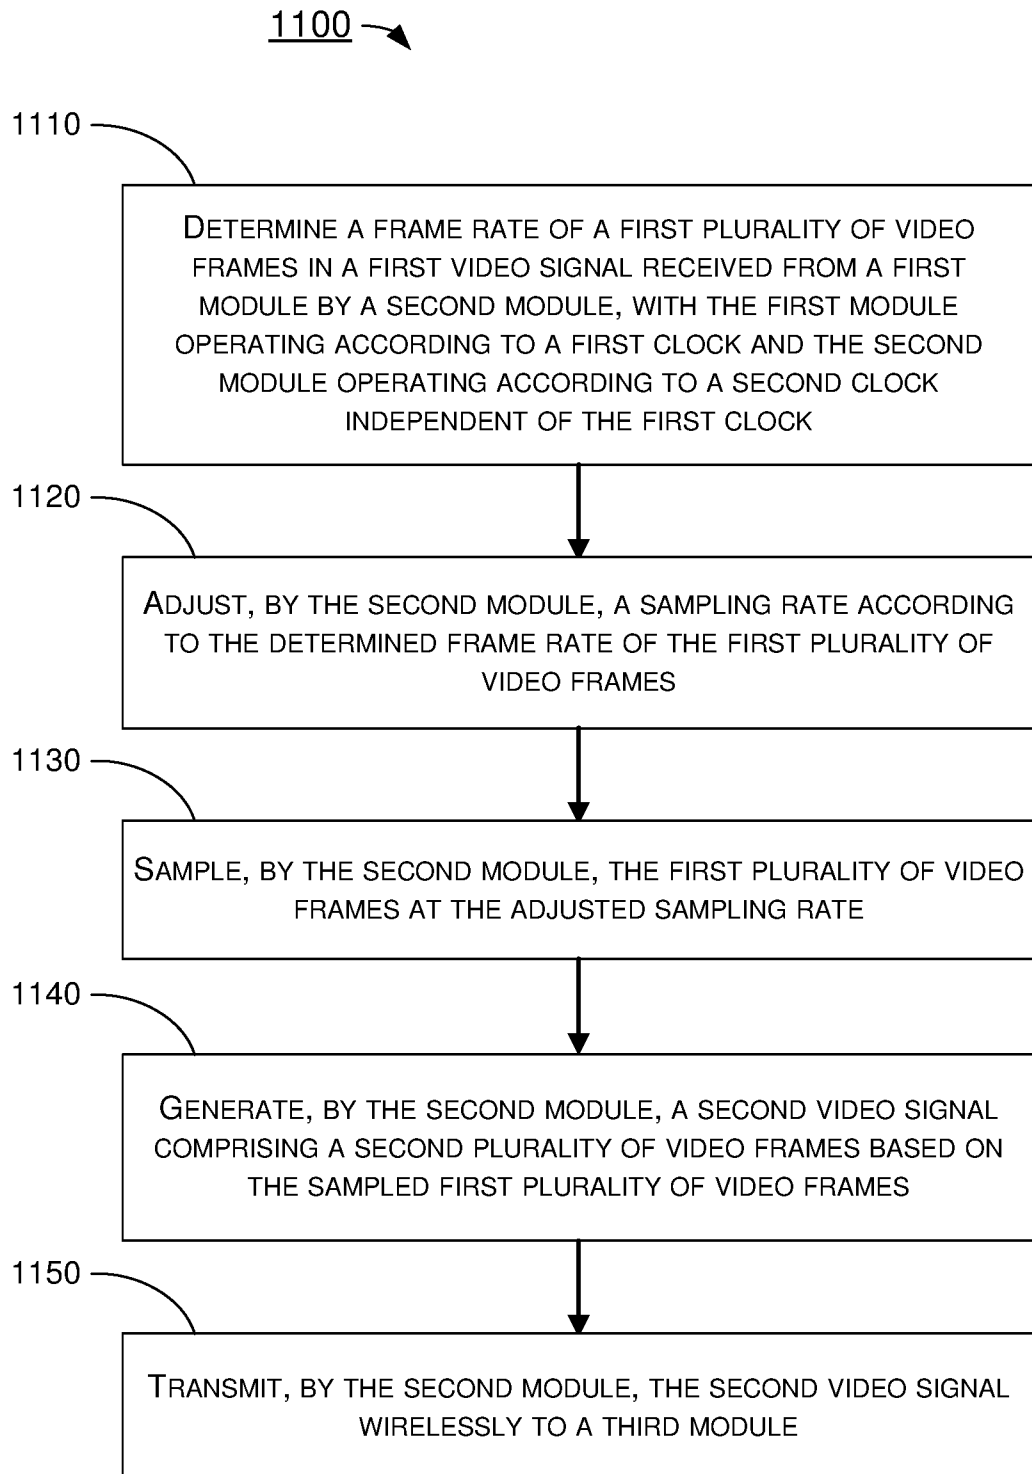 1100
1110
DETERMINE A FRAME RATE OF A FIRST PLURALITY OF VIDEO
FRAMES IN A FIRST VIDEO SIGNAL RECEIVED FROM A FIRST
MODULE BY A SECOND MODULE, WITH THE FIRST MODULE
OPERATING ACCORDING TO A FIRST CLOCK AND THE SECOND
MODULE OPERATING ACCORDING TO A SECOND CLOCK
INDEPENDENT OF THE FIRST CLOCK
1120
ADJUST, BY THE SECOND MODULE, A SAMPLING RATE ACCORDING
TO THE DETERMINED FRAME RATE OF THE FIRST PLURALITY OF
VIDEO FRAMES
1130
SAMPLE, BY THE SECOND MODULE, THE FIRST PLURALITY OF VIDEO
FRAMES AT THE ADJUSTED SAMPLING RATE
1140
GENERATE, BY THE SECOND MODULE, A SECOND VIDEO SIGNAL
COMPRISING A SECOND PLURALITY OF VIDEO FRAMES BASED ON
THE SAMPLED FIRST PLURALITY OF VIDEO FRAMES
1150
TRANSMIT, BY THE SECOND MODULE, THE SECOND VIDEO SIGNAL
WIRELESSLY TO A THIRD MODULE